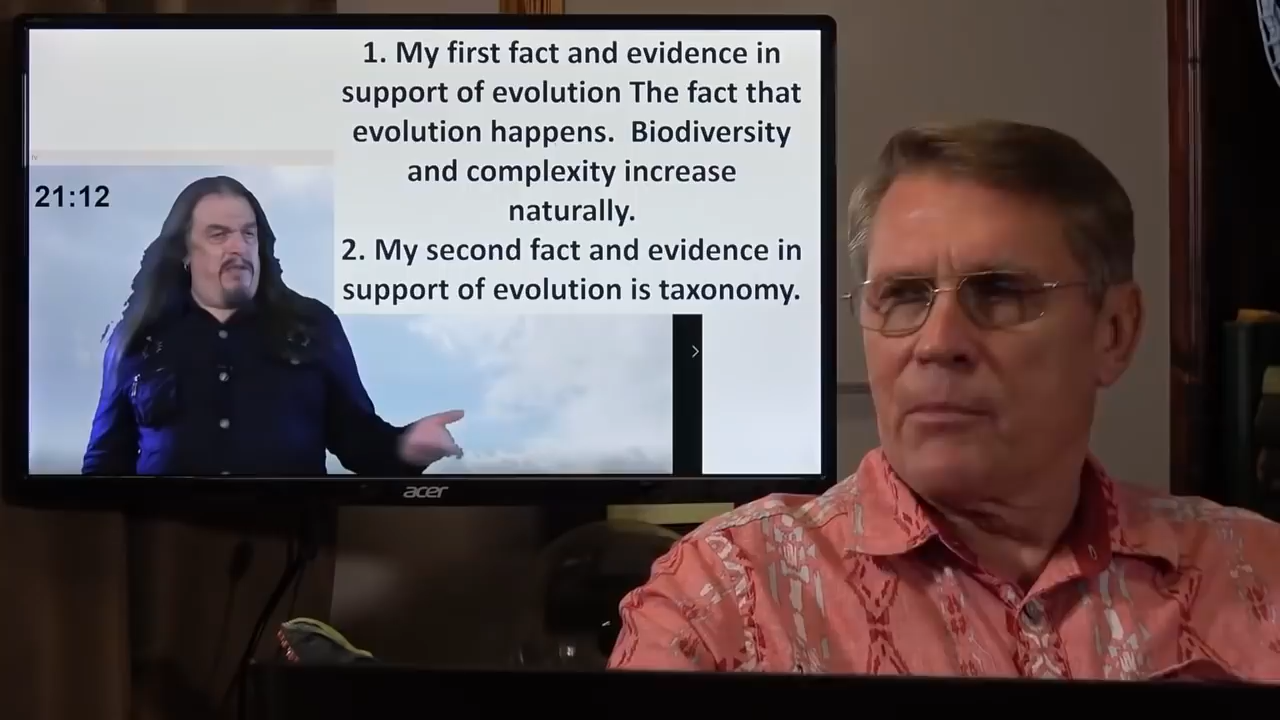 1. My first fact and evidence in
support of evolution The fact that
evolution happens.  Biodiversity
and complexity increase
naturally.
2. My second fact and evidence in
support of evolution is taxonomy.
21:12
acer